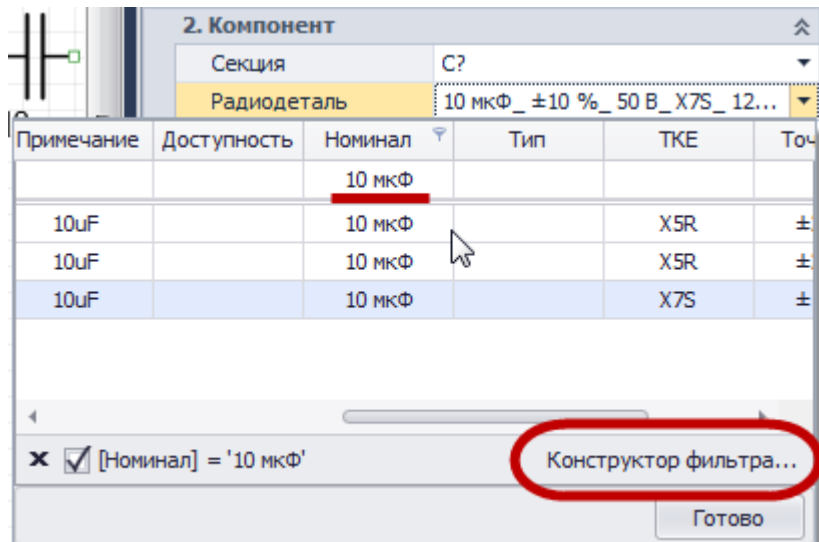 2. Компонент
Секция C?
Радиодеталь 10 мкФ_ ±10 %_ 50 В_ X7S_ 12...
Примечание Доступность Номинал Тип ТКЕ Точ
10 мкФ
10uF 10 мкФ X5R ±
10uF 10 мкФ X5R ±
10uF 10 мкФ X7S ±
[Номинал] = '10 мкФ' Конструктор фильтра...
Готово